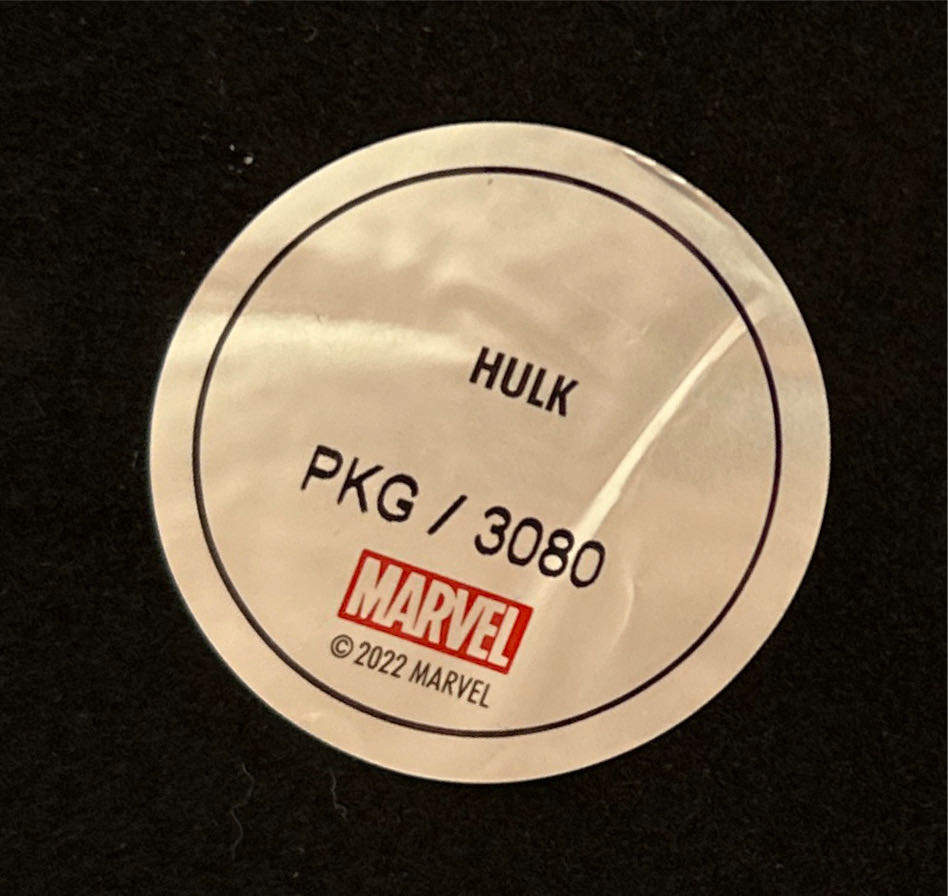 HULK
PKG / 3080
MARVEL
© 2022 MARVEL